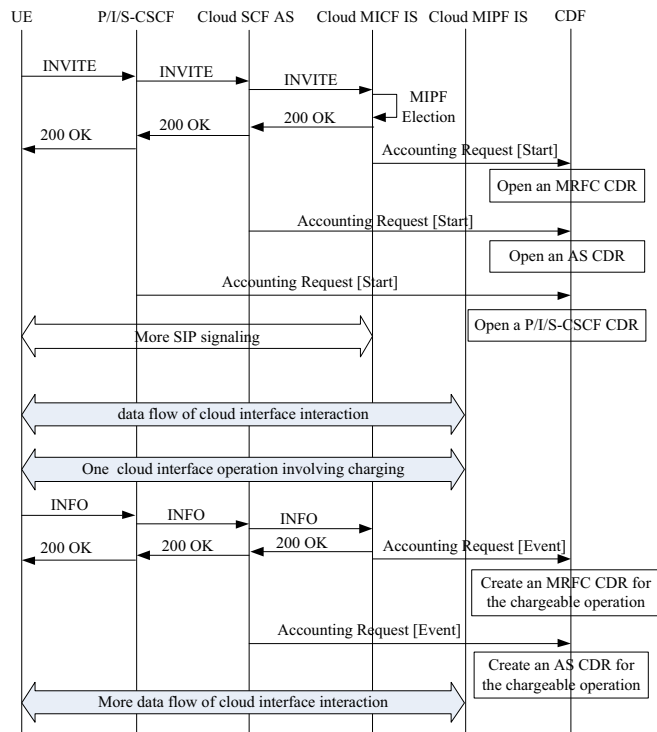 UE P/I/S-CSCF Cloud SCF AS Cloud MICF IS Cloud MIPF IS CDF
INVITE
INVITE
INVITE
MIPF
Election
200 OK
200 OK
200 OK
Accounting Request [Start]
Open an MRFC CDR
Accounting Request [Start]
Open an AS CDR
Accounting Request [Start]
Open a P/I/S-CSCF CDR
More SIP signaling
data flow of cloud interface interaction
One cloud interface operation involving charging
INFO
INFO
INFO
200 OK
200 OK
200 OK
Accounting Request [Event]
Create an MRFC CDR for
the chargeable operation
Accounting Request [Event]
Create an AS CDR for
the chargeable operation
More data flow of cloud interface interaction